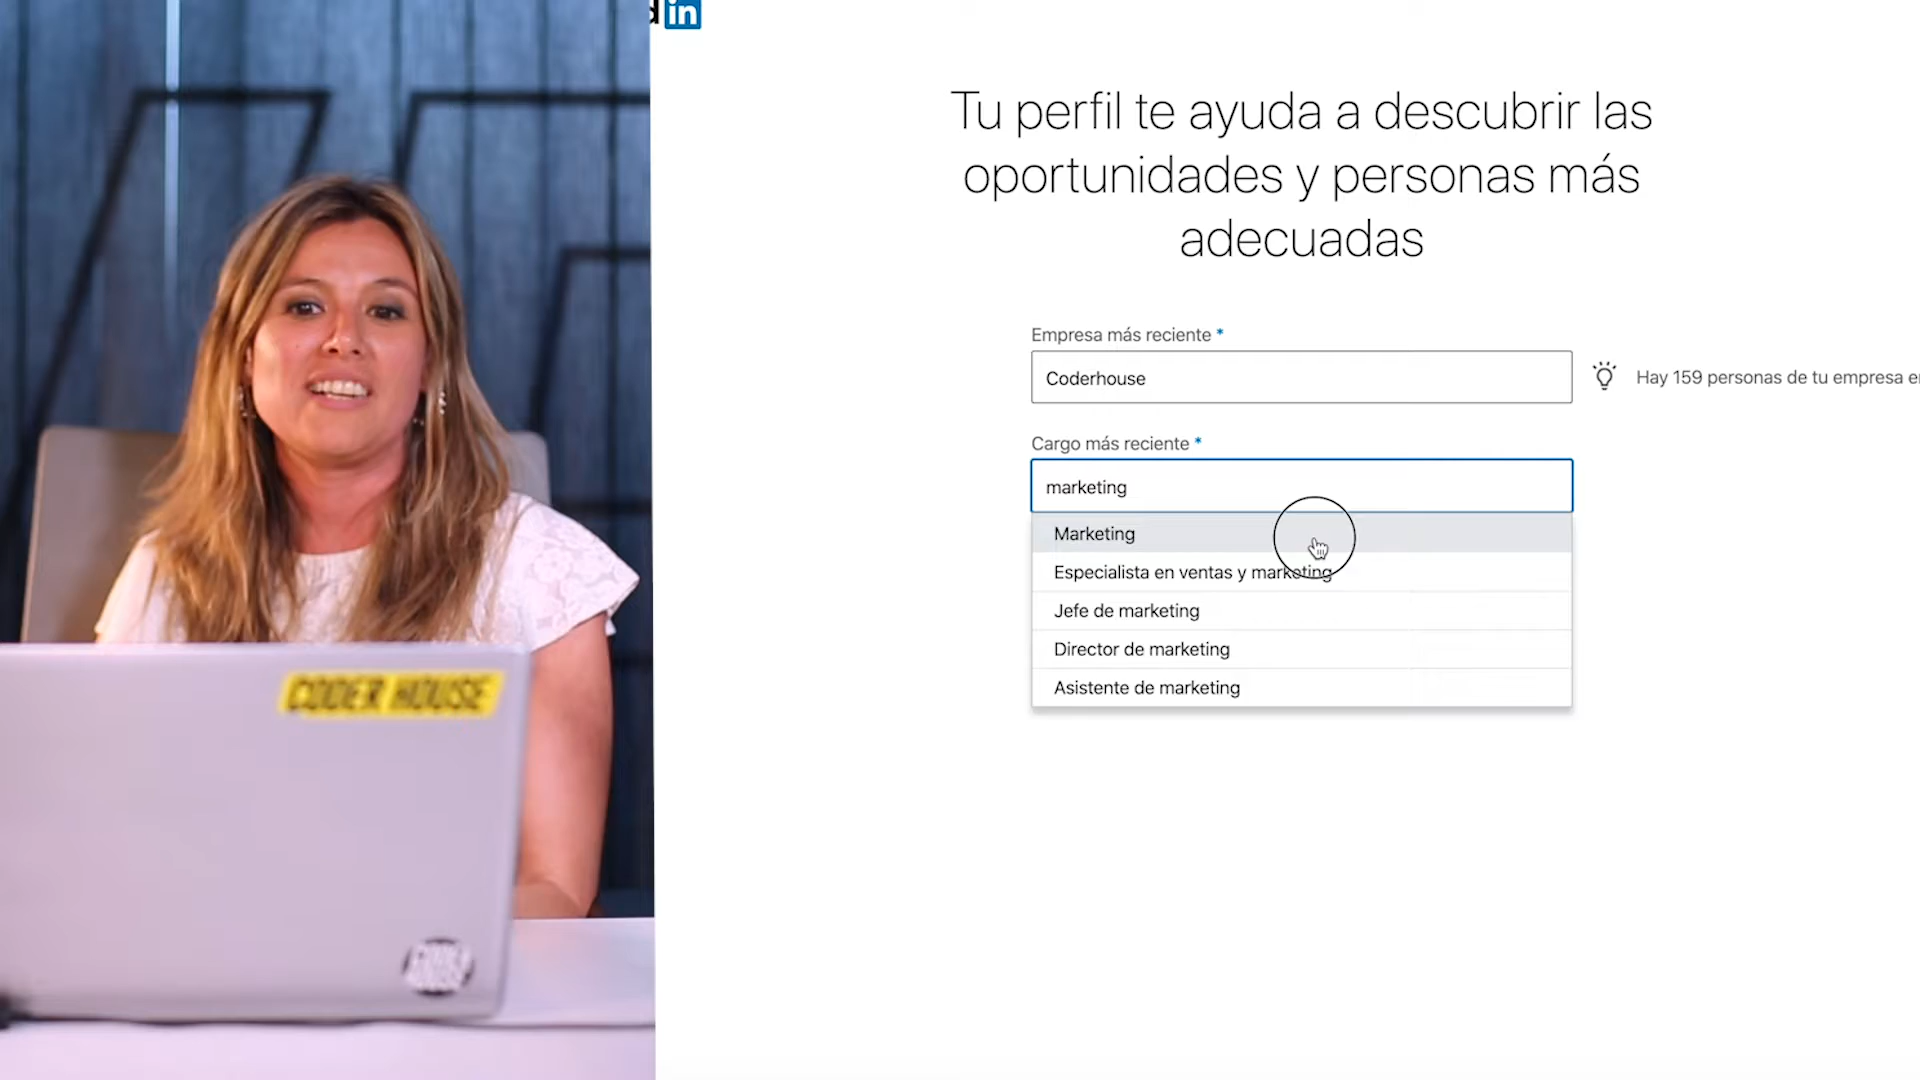 in
Tu perfil te ayuda a descubrir las
oportunidades y personas más
adecuadas
Empresa más reciente *
Coderhouse
Hay 159 personas de tu empresa
Cargo más reciente *
marketing
Marketing
Especialista en ventas y marketing
Jefe de marketing
Director de marketing
Asistente de marketing
CODER HOUSE